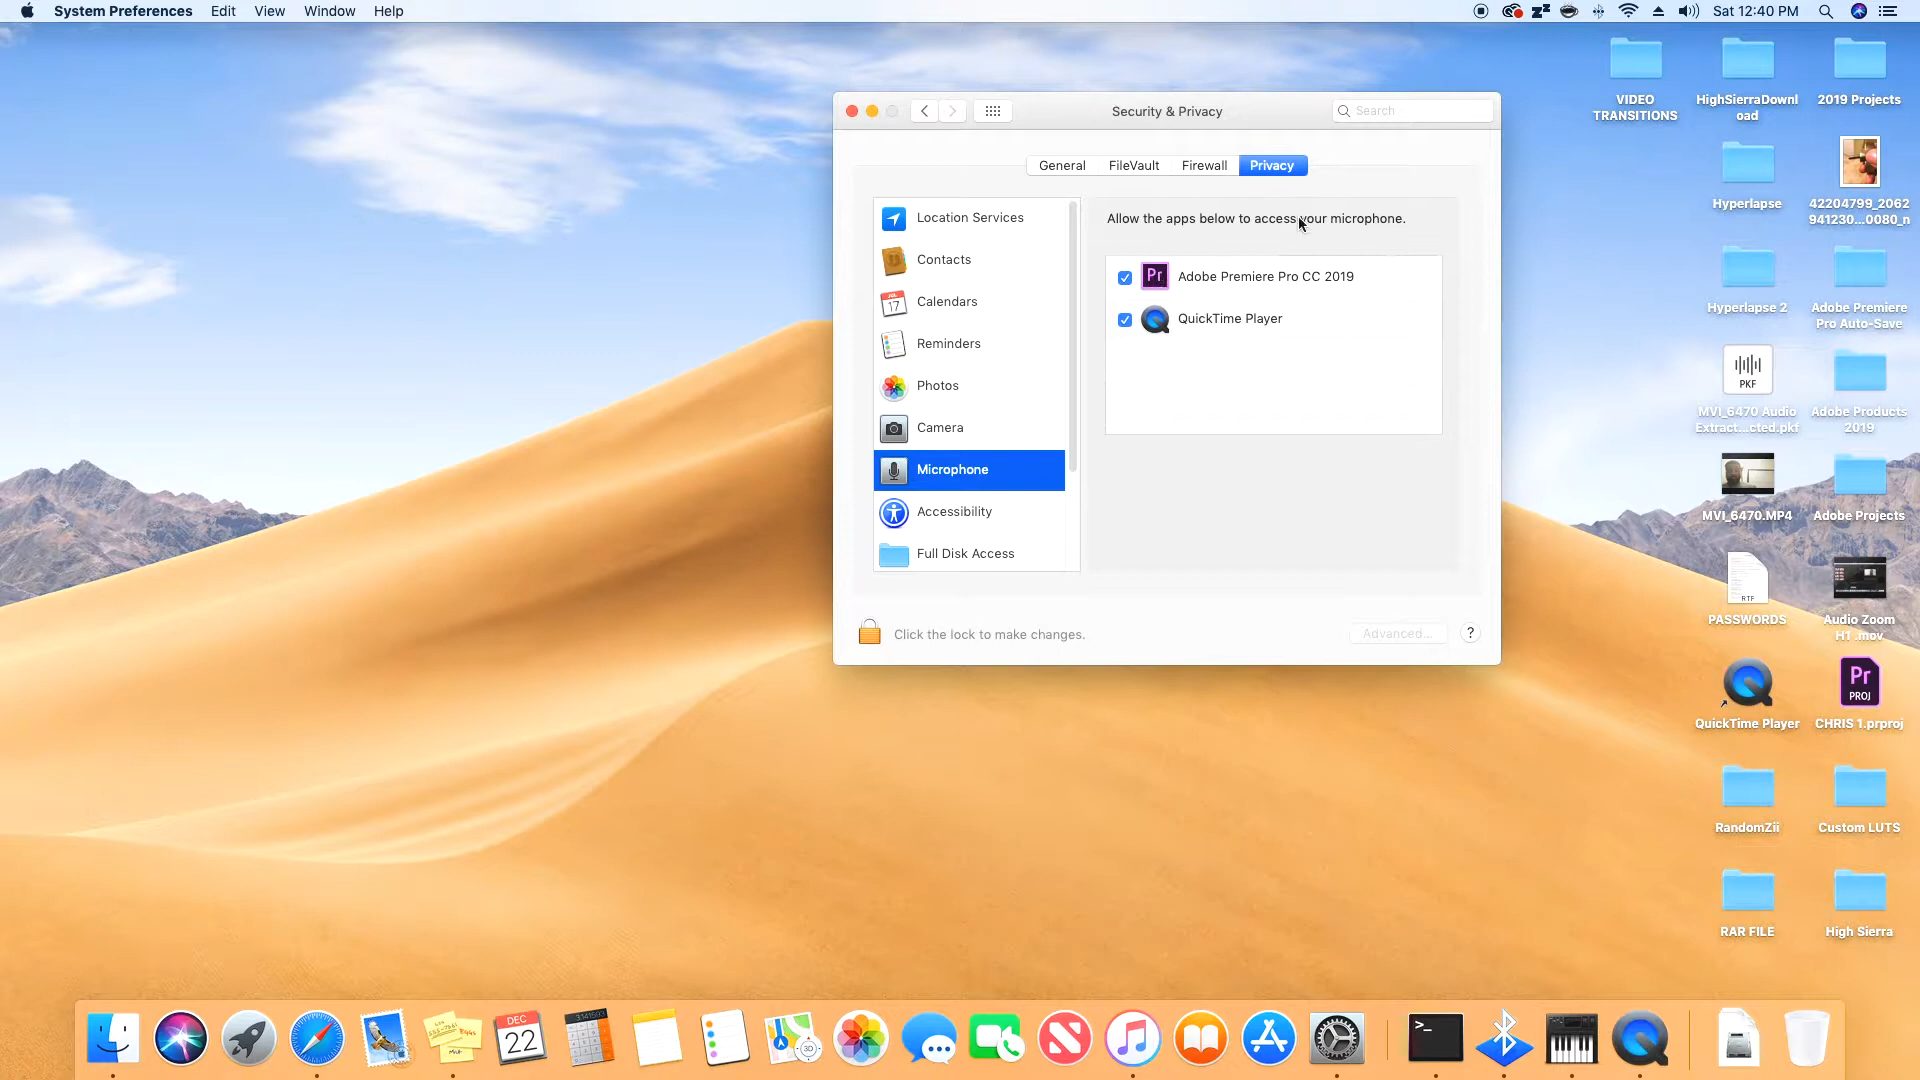 System Preferences Edit View Window Help
Sat 12:40 PM
Security & Privacy
Search
General FileVault Firewall Privacy
Location Services
Contacts
Calendars
Reminders
Photos
Camera
Microphone
Accessibility
Full Disk Access
JUL
17
Allow the apps below to access your microphone.
Pr Adobe Premiere Pro CC 2019
QuickTime Player
Click the lock to make changes.
Advanced...
?
VIDEO
TRANSITIONS
HighSierraDownl
oad
2019 Projects
Hyperlapse
42204799_2062
941230...0080_n
Hyperlapse 2
Adobe Premiere
Pro Auto-Save
PKF
MVI_6470 Audio
Extract...cted.pkf
Adobe Products
2019
MVI_6470.MP4
Adobe Projects
RTF
PASSWORDS
Audio Zoom
H1 .mov
QuickTime Player
Pr
PROJ
CHRIS 1.prproj
RandomZii
Custom LUTS
RAR FILE
High Sierra
DEC
22
3141593
3D
>_